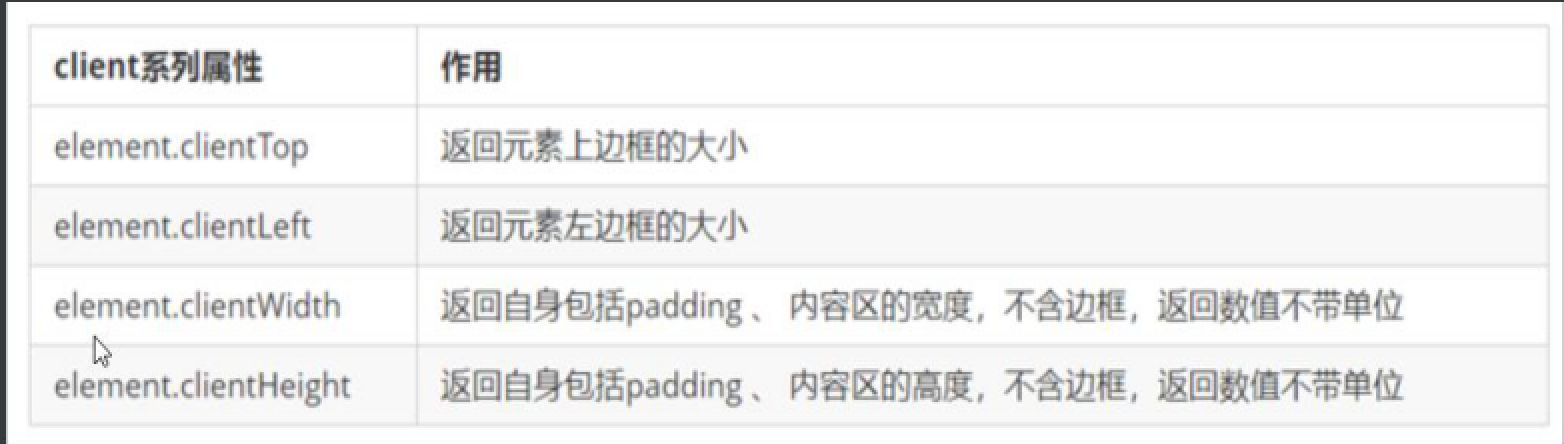 client系列属性 作用
element.clientTop 返回元素上边框的大小
element.clientLeft 返回元素左边框的大小
element.clientWidth 返回自身包括padding 、 内容区的宽度，不含边框，返回数值不带单位
element.clientHeight 返回自身包括padding 、 内容区的高度，不含边框，返回数值不带单位